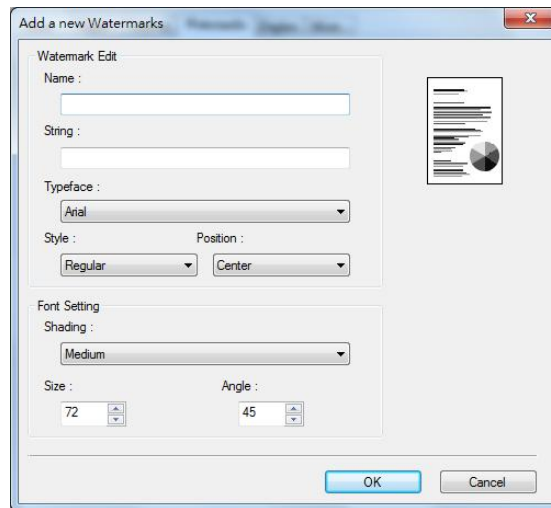 Add a new Watermarks
Watermark Edit
Name :
String :
Typeface :
Arial
Style : Position :
Regular Center
Font Setting
Shading :
Medium
Size : Angle :
72 45
OK Cancel